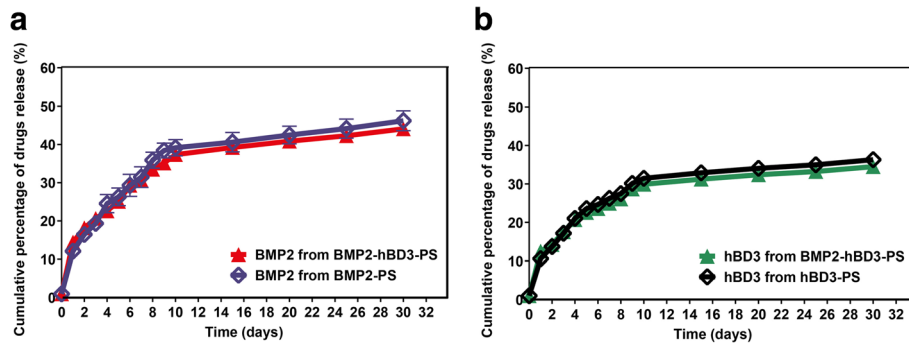 a
Cumulative percentage of drugs release (%)
60
50
40
30
20
10
0
0 2 4 6 8 10 12 14 16 18 20 22 24 26 28 30 32
Time (days)
BMP2 from BMP2-hBD3-PS
BMP2 from BMP2-PS
b
Cumulative percentage of drugs release (%)
60
50
40
30
20
10
0
0 2 4 6 8 10 12 14 16 18 20 22 24 26 28 30 32
Time (days)
hBD3 from BMP2-hBD3-PS
hBD3 from hBD3-PS